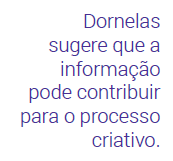 Dornelas
sugere que a
informação
pode contribuir
para o processo
criativo.